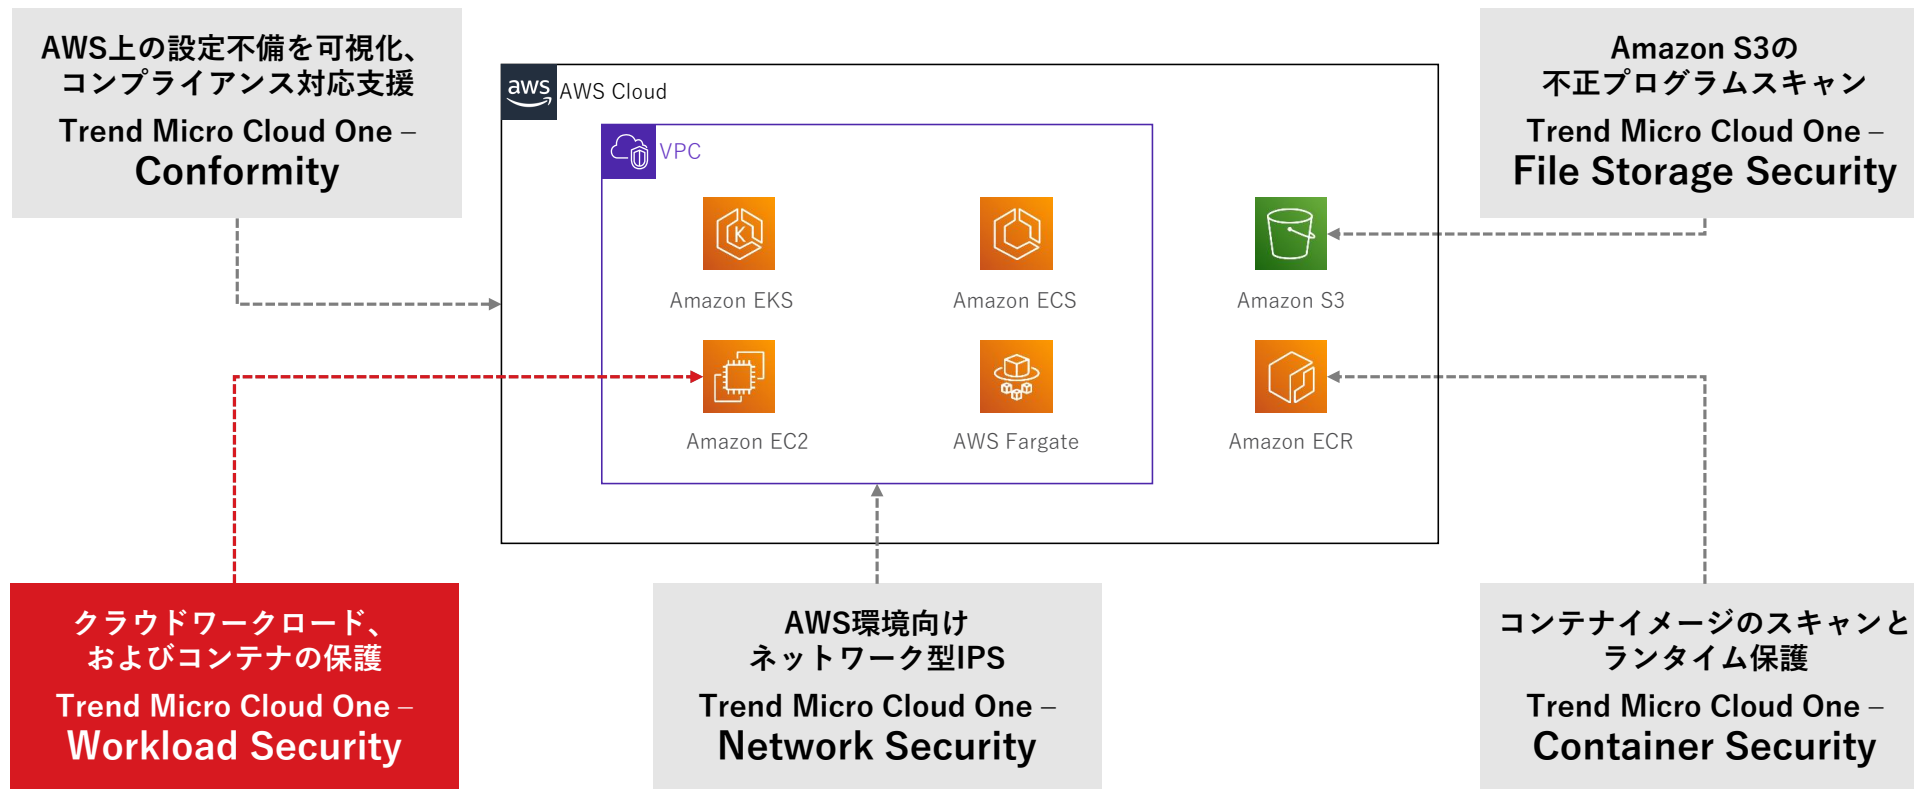 AWS上の設定不備を可視化、
コンプライアンス対応支援
Trend Micro Cloud One –
Conformity
aws
AWS Cloud
VPC
Amazon S3の
不正プログラムスキャン
Trend Micro Cloud One –
File Storage Security
K
Amazon EKS
Amazon ECS
Amazon S3
Amazon EC2
AWS Fargate
Amazon ECR
クラウドワークロード、
およびコンテナの保護
Trend Micro Cloud One –
Workload Security
AWS環境向け
ネットワーク型IPS
Trend Micro Cloud One –
Network Security
コンテナイメージのスキャンと
ランタイム保護
Trend Micro Cloud One –
Container Security